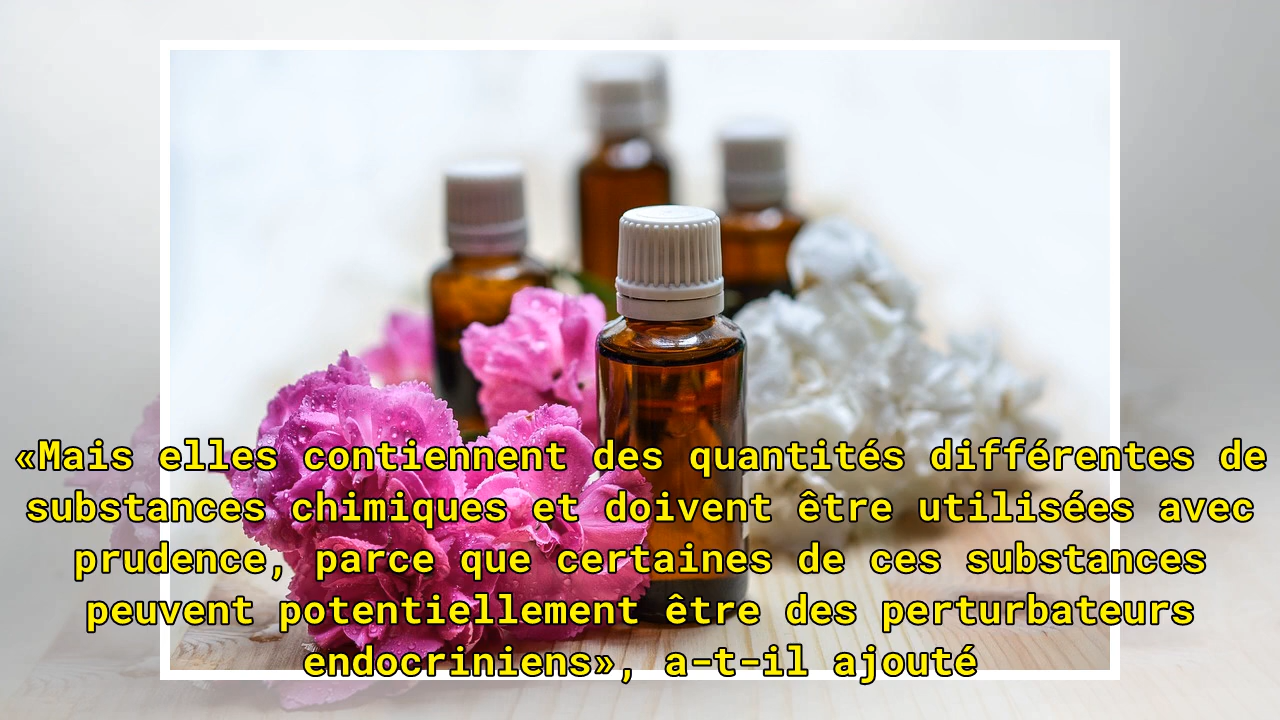 «Mais elles contiennent des quantités différentes de
substances chimiques et doivent être utilisées avec
prudence, parce que certaines de ces substances
peuvent potentiellement être des perturbateurs
endocriniens», a-t-il ajouté